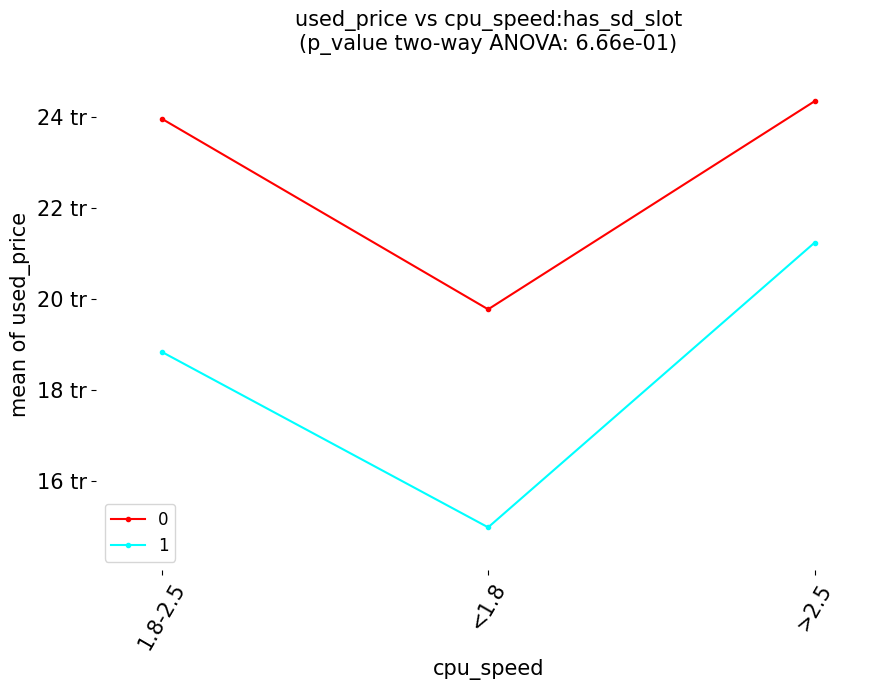 used_price vs cpu_speed:has_sd_slot
(p_value two-way ANOVA: 6.66e-01)
24 tr
22 tr
20 tr
18 tr
16 tr
mean of used_price
0
1
1.8-2.5
<1.8
>2.5
cpu_speed